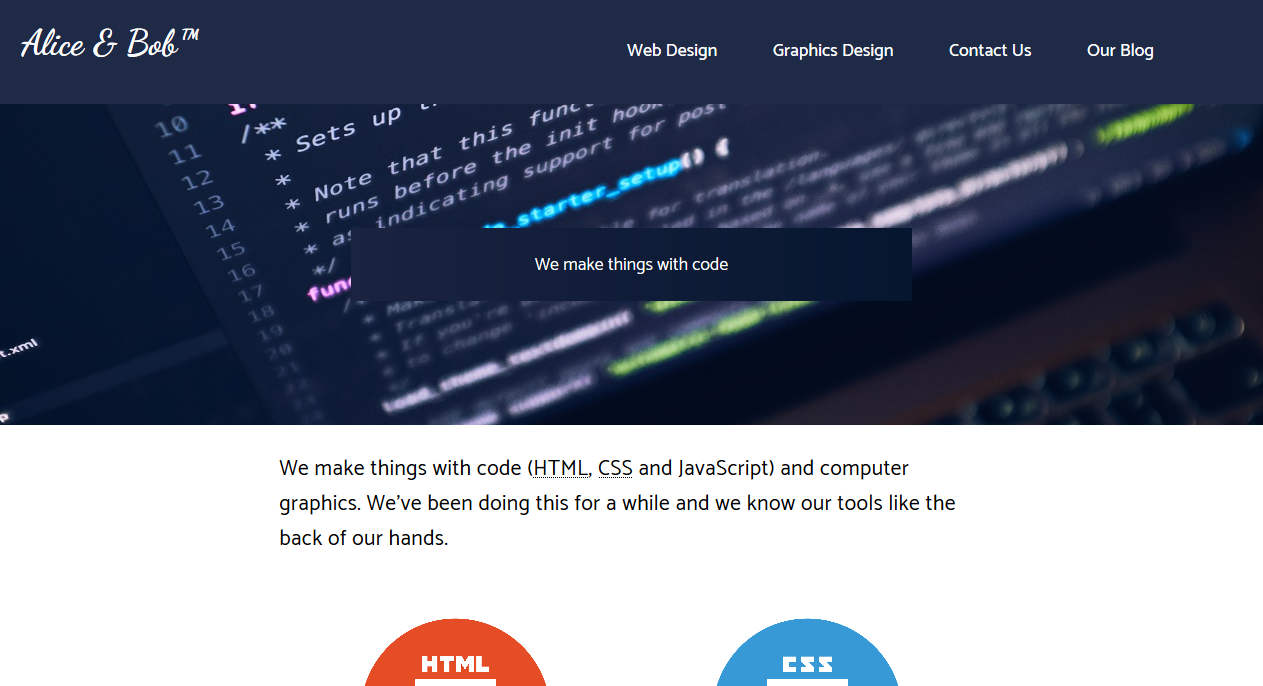 Alice & Bob™
Web Design
Graphics Design
Contact Us
Our Blog
10
/**
11
* Sets up
12
*
13
* Note that this func
14
* runs before the init hook
15
* indicating support for post
16
*/
_starter_setup() {
17
18
19
20
21
22
We make things with code
.xml
We make things with code (HTML, CSS and JavaScript) and computer
graphics. We’ve been doing this for a while and we know our tools like the
back of our hands.
HTML
CSS